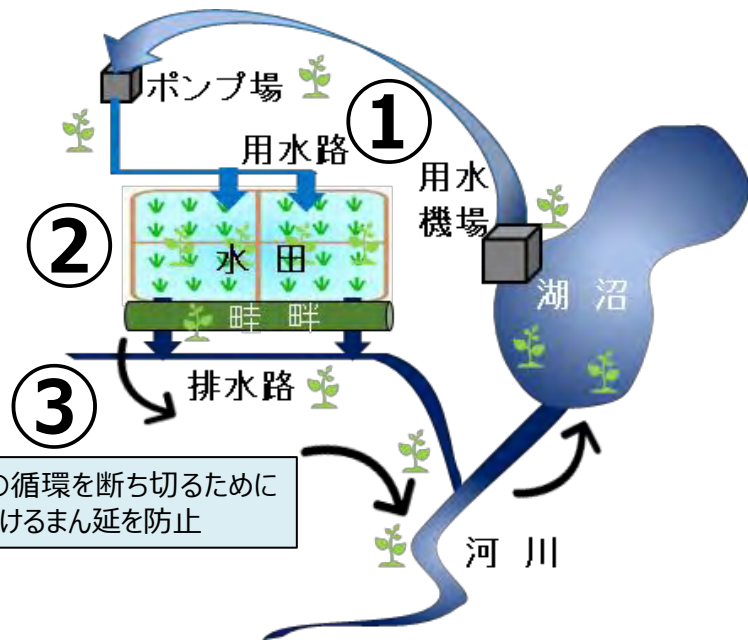 ポンプ場
①
用水路
用水
機場
②
水田
湖沼
畦畔
排水路
③
の循環を断ち切るために
けるまん延を防止
河川